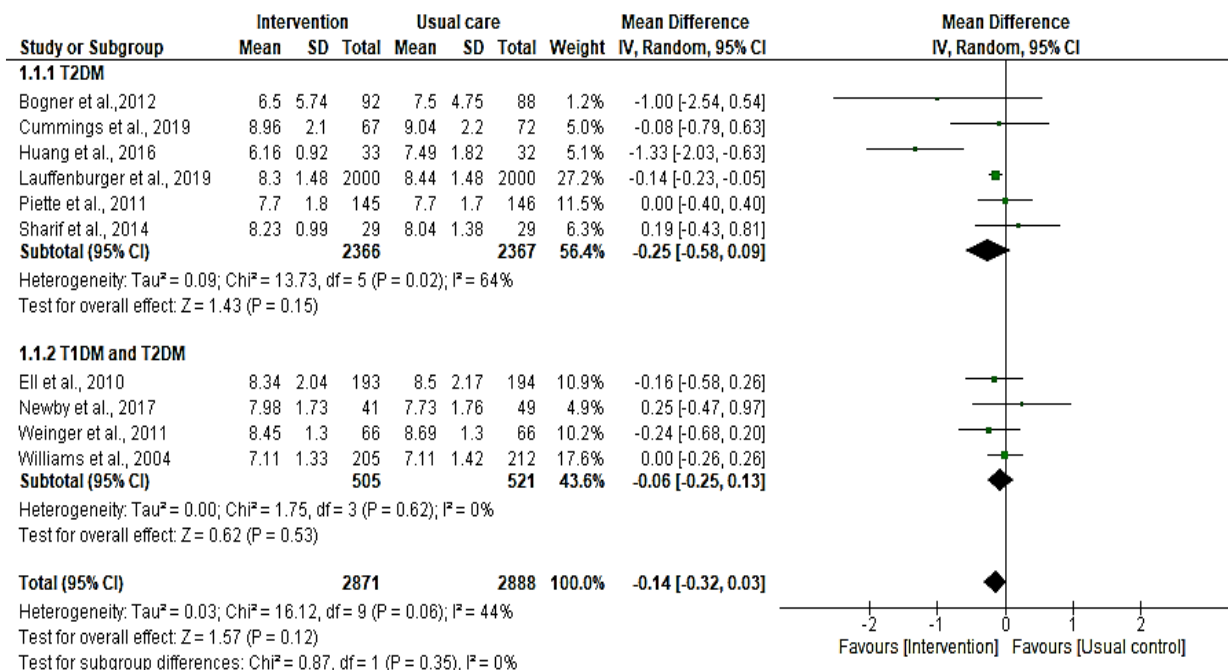 Intervention Usual care Mean Difference Mean Difference
Study or Subgroup Mean SD Total Mean SD Total Weight IV, Random, 95% CI IV, Random, 95% CI
1.1.1 T2DM
Bogner et al.,2012 6.5 5.74 92 7.5 4.75 88 1.2% -1.00 [-2.54, 0.54]
Cummings et al., 2019 8.96 2.1 67 9.04 2.2 72 5.0% -0.08 [-0.79, 0.63]
Huang et al., 2016 6.16 0.92 33 7.49 1.82 32 5.1% -1.33 [-2.03, -0.63]
Lauffenburger et al., 2019 8.3 1.48 2000 8.44 1.48 2000 27.2% -0.14 [-0.23, -0.05]
Piette et al., 2011 7.7 1.8 145 7.7 1.7 146 11.5% 0.00 [-0.40, 0.40]
Sharif et al., 2014 8.23 0.99 29 8.04 1.38 29 6.3% 0.19 [-0.43, 0.81]
Subtotal (95% CI) 2366 2367 56.4% -0.25 [-0.58, 0.09]
Heterogeneity: Tau² = 0.09; Chi² = 13.73, df = 5 (P = 0.02); I² = 64%
Test for overall effect: Z = 1.43 (P = 0.15)
1.1.2 T1DM and T2DM
Ell et al., 2010 8.34 2.04 193 8.5 2.17 194 10.9% -0.16 [-0.58, 0.26]
Newby et al., 2017 7.98 1.73 41 7.73 1.76 49 4.9% 0.25 [-0.47, 0.97]
Weinger et al., 2011 8.45 1.3 66 8.69 1.3 66 10.2% -0.24 [-0.68, 0.20]
Williams et al., 2004 7.11 1.33 205 7.11 1.42 212 17.6% 0.00 [-0.26, 0.26]
Subtotal (95% CI) 505 521 43.6% -0.06 [-0.25, 0.13]
Heterogeneity: Tau² = 0.00; Chi² = 1.75, df = 3 (P = 0.62); I² = 0%
Test for overall effect: Z = 0.62 (P = 0.53)
Total (95% CI) 2871 2888 100.0% -0.14 [-0.32, 0.03]
Heterogeneity: Tau² = 0.03; Chi² = 16.12, df = 9 (P = 0.06); I² = 44%
Test for overall effect: Z = 1.57 (P = 0.12)
Test for subgroup differences: Chi² = 0.87, df = 1 (P = 0.35), I² = 0%
-2 -1 0 1 2
Favours [Intervention] Favours [Usual control]